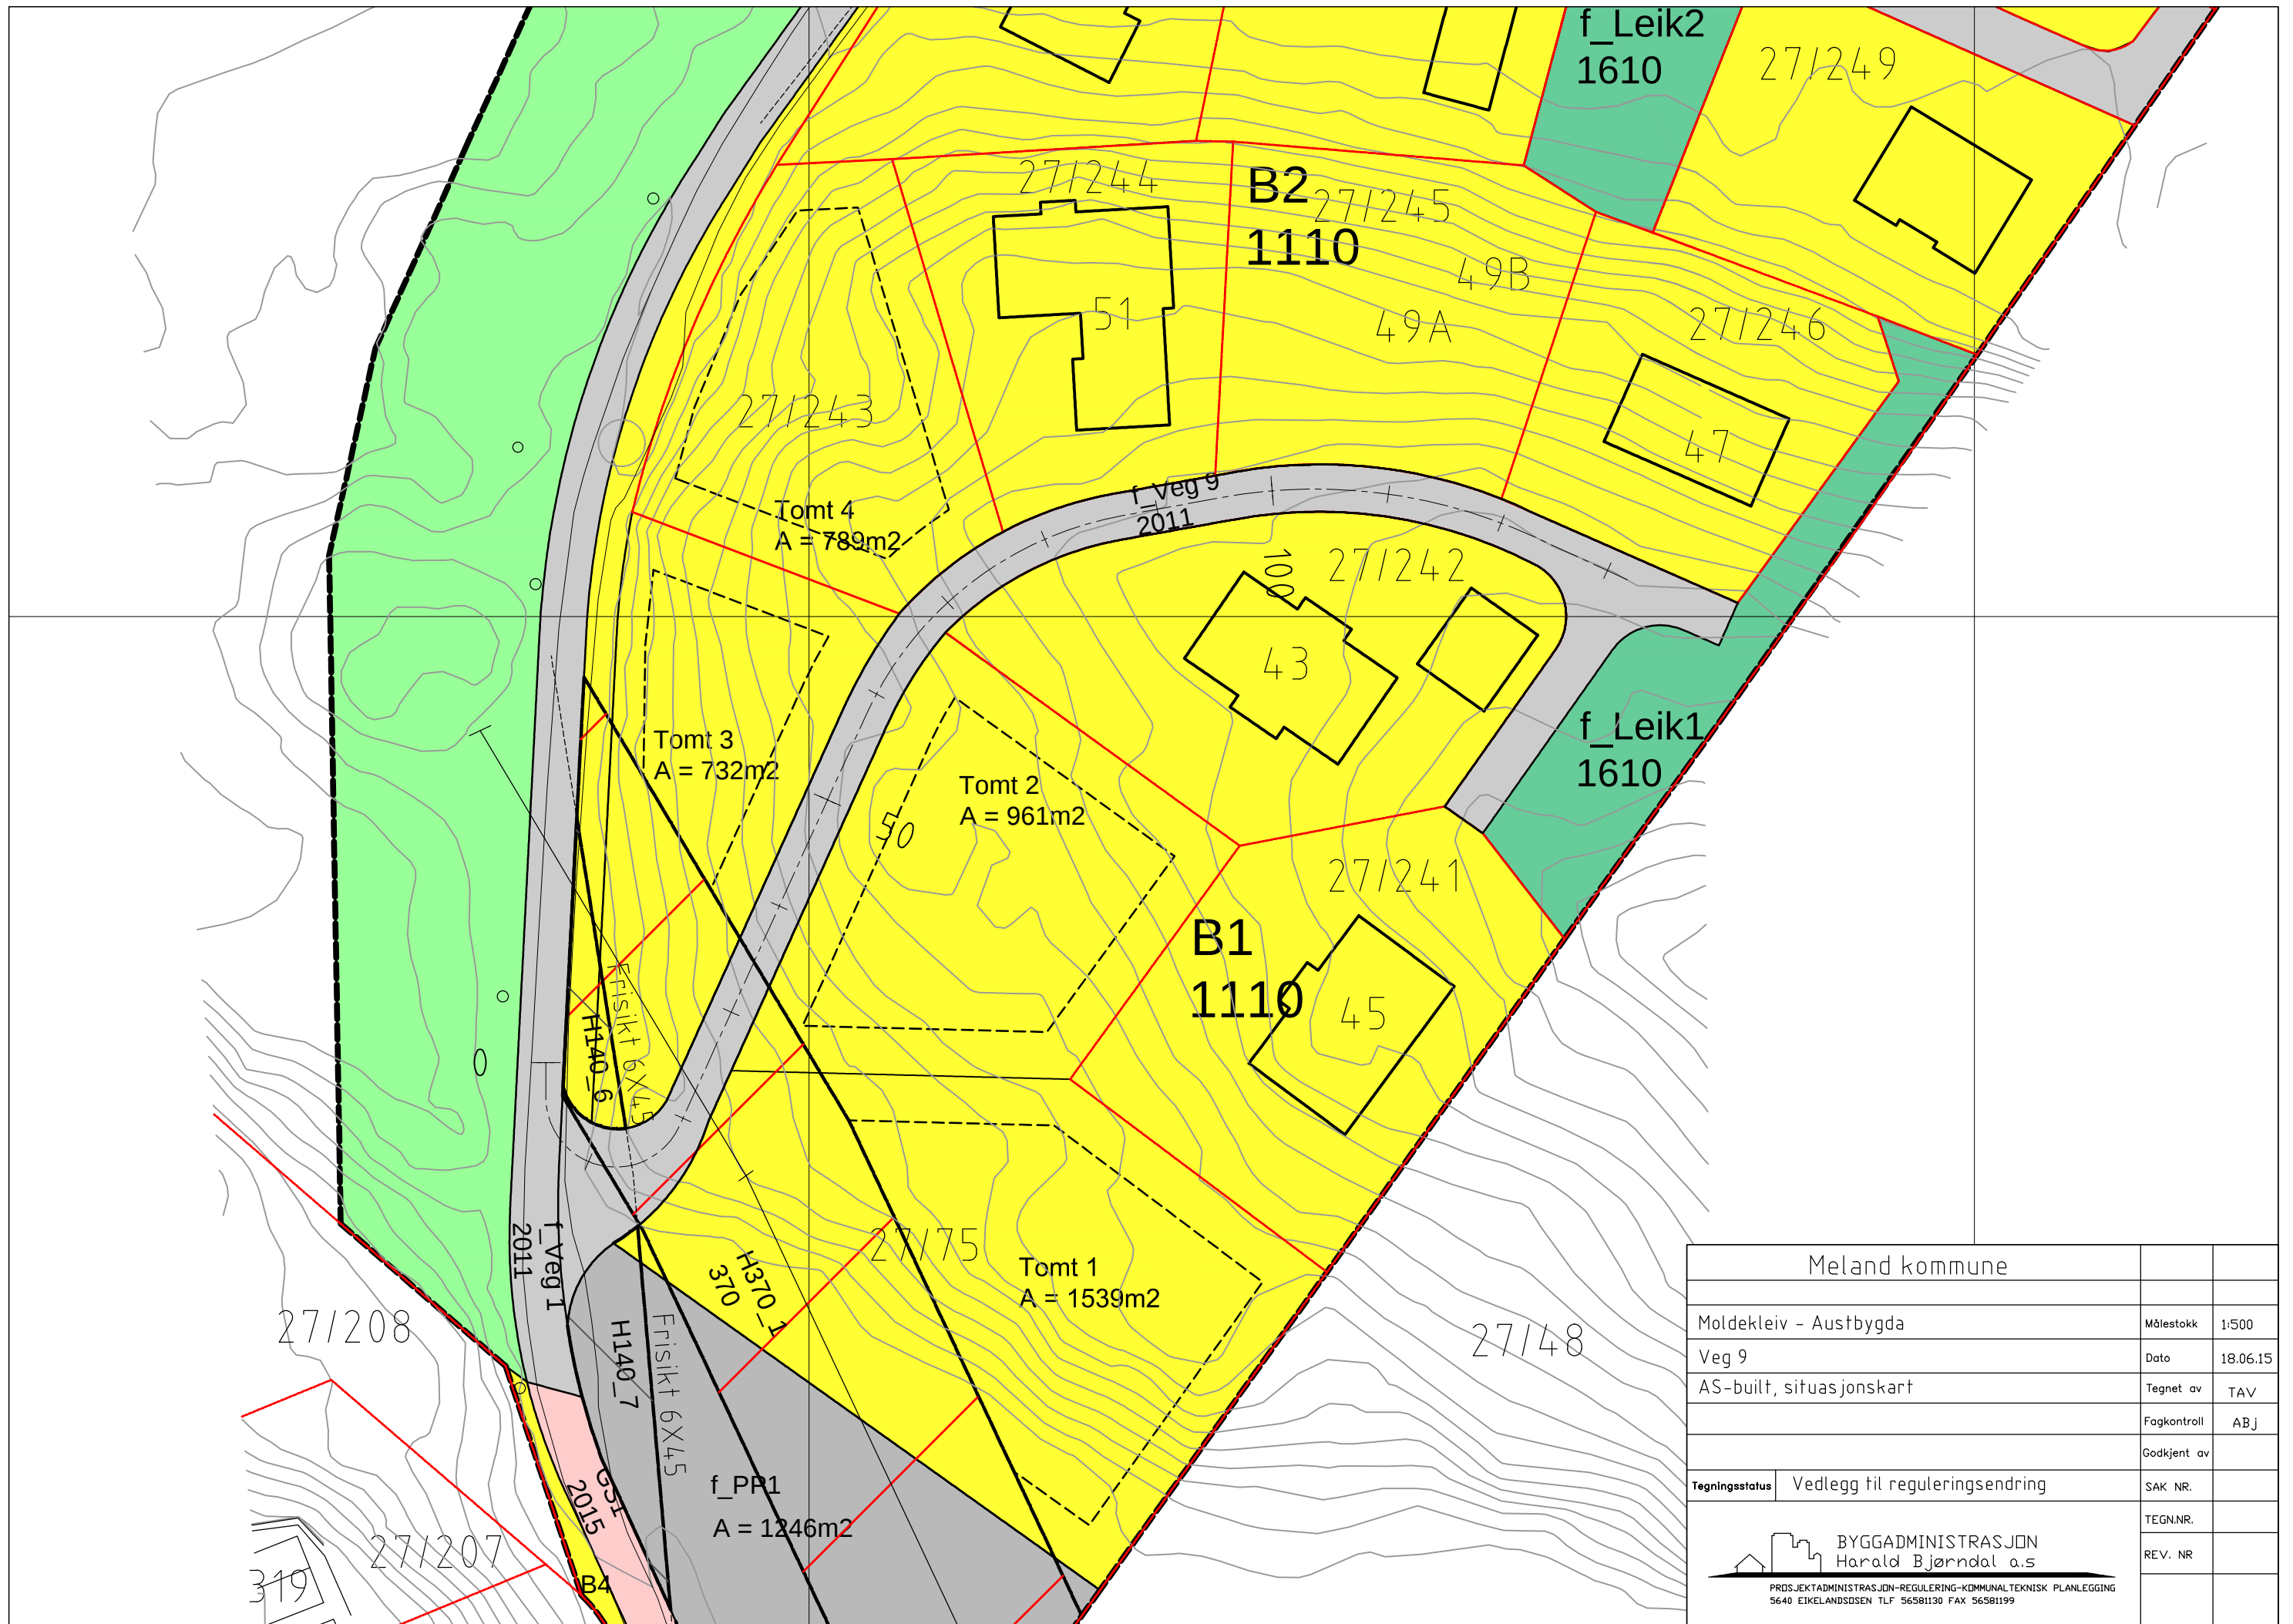 f_Leik2
1610
27/249
27/244
B2
1110
27/245
49B
49A
51
27/246
47
27/243
Tomt 4
A = 789m2
f_Veg 9
2011
100
27/242
43
Tomt 3
A = 732m2
Tomt 2
A = 961m2
50
f_Leik1
1610
27/241
B1
1110
45
Frisikt 6X45
H140_6
0
f_Veg 1
2011
27/75
H370_1
370
Tomt 1
A = 1539m2
27/208
27/48
H140_7
Frisikt 6X45
f_PP1
A = 1246m2
GS1
2015
27/207
B4
319
Meland kommune
Moldekleiv - Austbygda
Målestokk 1:500
Veg 9
Dato 18.06.15
AS-built, situasjonskart
Tegnet av TAV
Fagkontroll ABj
Godkjent av
Tegningsstatus Vedlegg til reguleringsendring
SAK NR.
TEGN.NR.
REV. NR
BYGGADMINISTRASJON
Harald Bjørndal a.s
PROSJEKTADMINISTRASJON-REGULERING-KOMMUNALTEKNISK PLANLEGGING
5640 EIKELANDSOSEN TLF 56581130 FAX 56581199